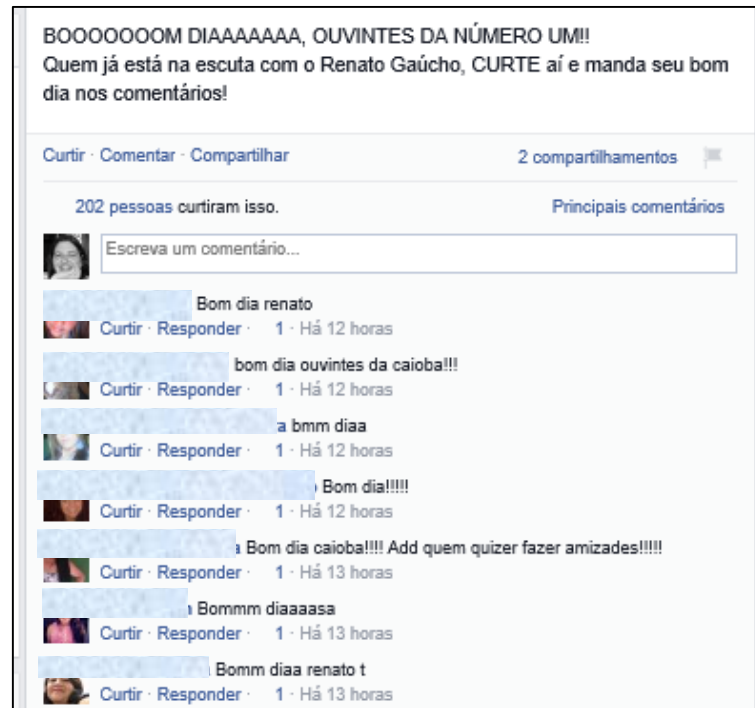 BOOOOOOOM DIAAAAAAA, OUVINTES DA NÚMERO UM!!
Quem já está na escuta com o Renato Gaúcho, CURTE aí e manda seu bom
dia nos comentários!
Curtir · Comentar · Compartilhar 2 compartilhamentos
202 pessoas curtiram isso. Principais comentários
Escreva um comentário...
Bom dia renato
Curtir · Responder · 1 · Há 12 horas
bom dia ouvintes da caioba!!!
Curtir · Responder · 1 · Há 12 horas
a bmm diaa
Curtir · Responder · 1 · Há 12 horas
Bom dia!!!!!
Curtir · Responder · 1 · Há 12 horas
a Bom dia caioba!!!! Add quem quizer fazer amizades!!!!!
Curtir · Responder · 1 · Há 13 horas
Bommm diaaaasa
Curtir · Responder · 1 · Há 13 horas
Bomm diaa renato t
Curtir · Responder · 1 · Há 13 horas